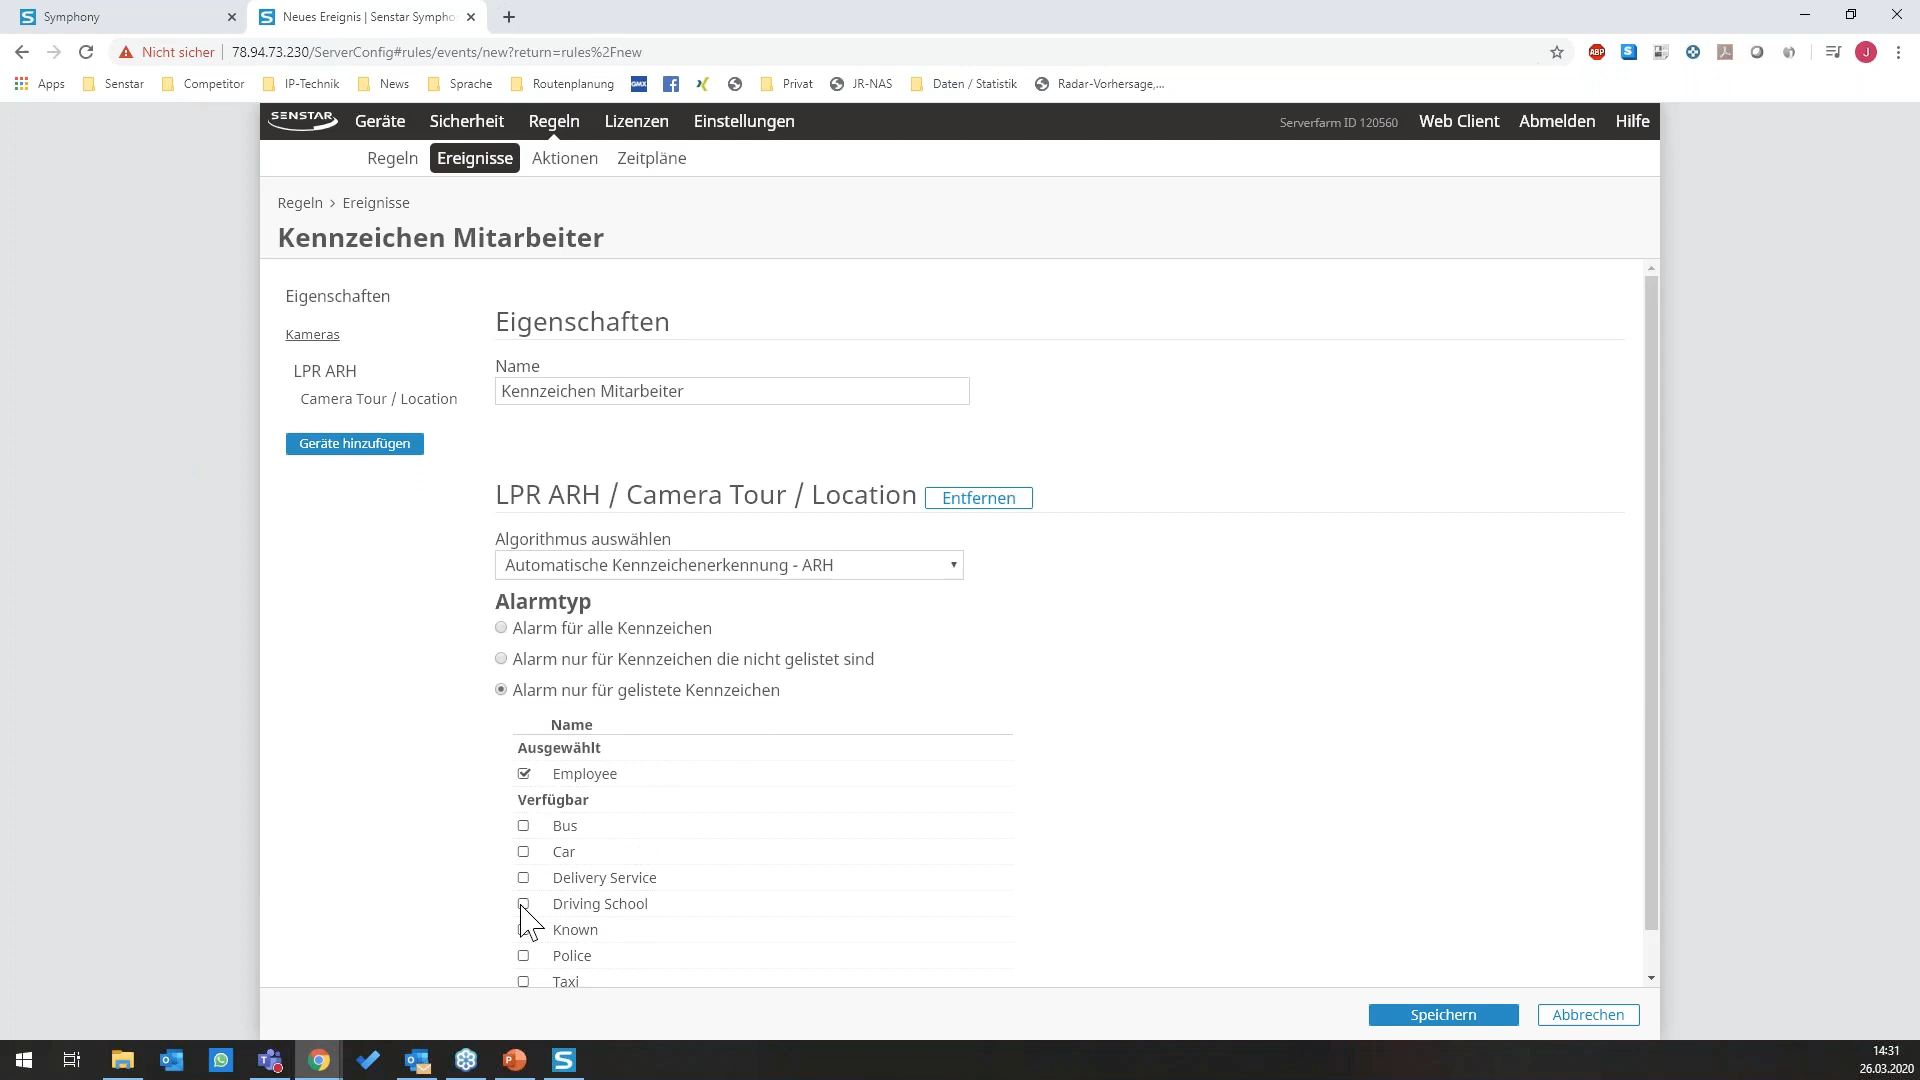 Symphony
Neues Ereignis | Senstar Sympho
Nicht sicher
78.94.73.230/ServerConfig#rules/events/new?return=rules%2Fnew
ABP
S
J
Apps
Senstar
Competitor
IP-Technik
News
Sprache
Routenplanung
GMX
Privat
JR-NAS
Daten / Statistik
Radar-Vorhersage,...
SENSTAR
Geräte
Sicherheit
Regeln
Lizenzen
Einstellungen
Serverfarm ID 120560
Web Client
Abmelden
Hilfe
Regeln
Ereignisse
Aktionen
Zeitpläne
Regeln > Ereignisse
Kennzeichen Mitarbeiter
Eigenschaften
Kameras
LPR ARH
Camera Tour / Location
Geräte hinzufügen
Eigenschaften
Name
Kennzeichen Mitarbeiter
LPR ARH / Camera Tour / Location
Entfernen
Algorithmus auswählen
Automatische Kennzeichenerkennung - ARH
Alarmtyp
Alarm für alle Kennzeichen
Alarm nur für Kennzeichen die nicht gelistet sind
Alarm nur für gelistete Kennzeichen
Name
Ausgewählt
Employee
Verfügbar
Bus
Car
Delivery Service
Driving School
Known
Police
Taxi
Speichern
Abbrechen
14:31
26.03.2020